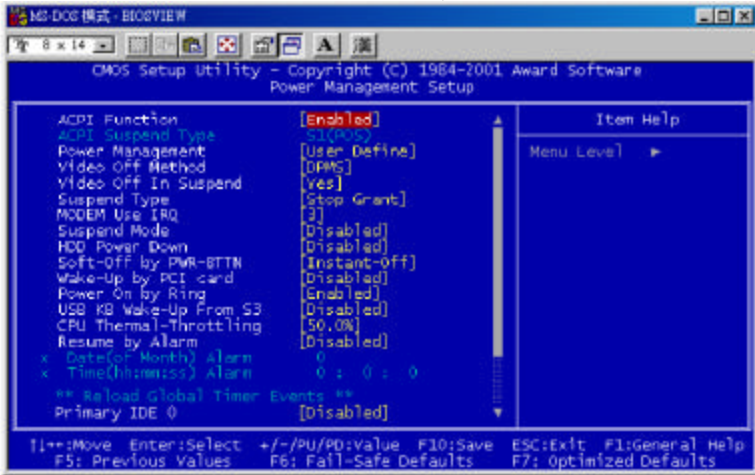 MS-DOS 模式 - BIOSVIEW
Tr 8 x 14 A 漢
CMOS Setup Utility - Copyright (C) 1984-2001 Award Software
Power Management Setup
ACPI Function [Enabled]
ACPI Suspend Type S1(POS)
Power Management [User Define]
Video Off Method [DPMS]
Video Off In Suspend [Yes]
Suspend Type [Stop Grant]
MODEM Use IRQ [3]
Suspend Mode [Disabled]
HDD Power Down [Disabled]
Soft-Off by PWR-BTTN [Instant-Off]
Wake-Up by PCI card [Disabled]
Power On by Ring [Enabled]
USB KB Wake-Up From S3 [Disabled]
CPU Thermal-Throttling [50.0%]
Resume by Alarm [Disabled]
x Date(of Month) Alarm 0
x Time(hh:mm:ss) Alarm 0 : 0 : 0
** Reload Global Timer Events **
Primary IDE 0 [Disabled]
Item Help
Menu Level ►
↑↓→←:Move Enter:Select +/-/PU/PD:Value F10:Save ESC:Exit F1:General Help
F5: Previous Values F6: Fail-Safe Defaults F7: Optimized Defaults